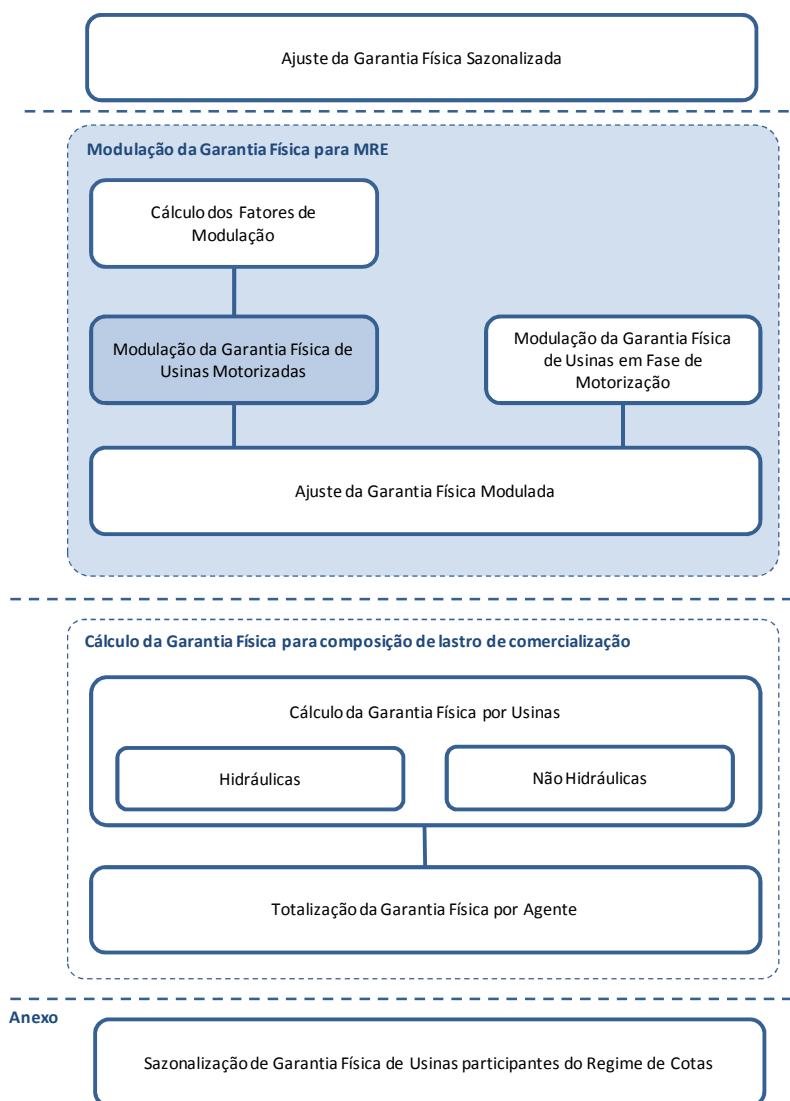 Ajuste da Garantia Física Sazonalizada
Modulação da Garantia Física para MRE
Cálculo dos Fatores de
Modulação
Modulação da Garantia Física de
Usinas Motorizadas
Modulação da Garantia Física
de Usinas em Fase de
Motorização
Ajuste da Garantia Física Modulada
Cálculo da Garantia Física para composição de lastro de comercialização
Cálculo da Garantia Física por Usinas
Hidráulicas
Não Hidráulicas
Totalização da Garantia Física por Agente
Anexo
Sazonalização de Garantia Física de Usinas participantes do Regime de Cotas